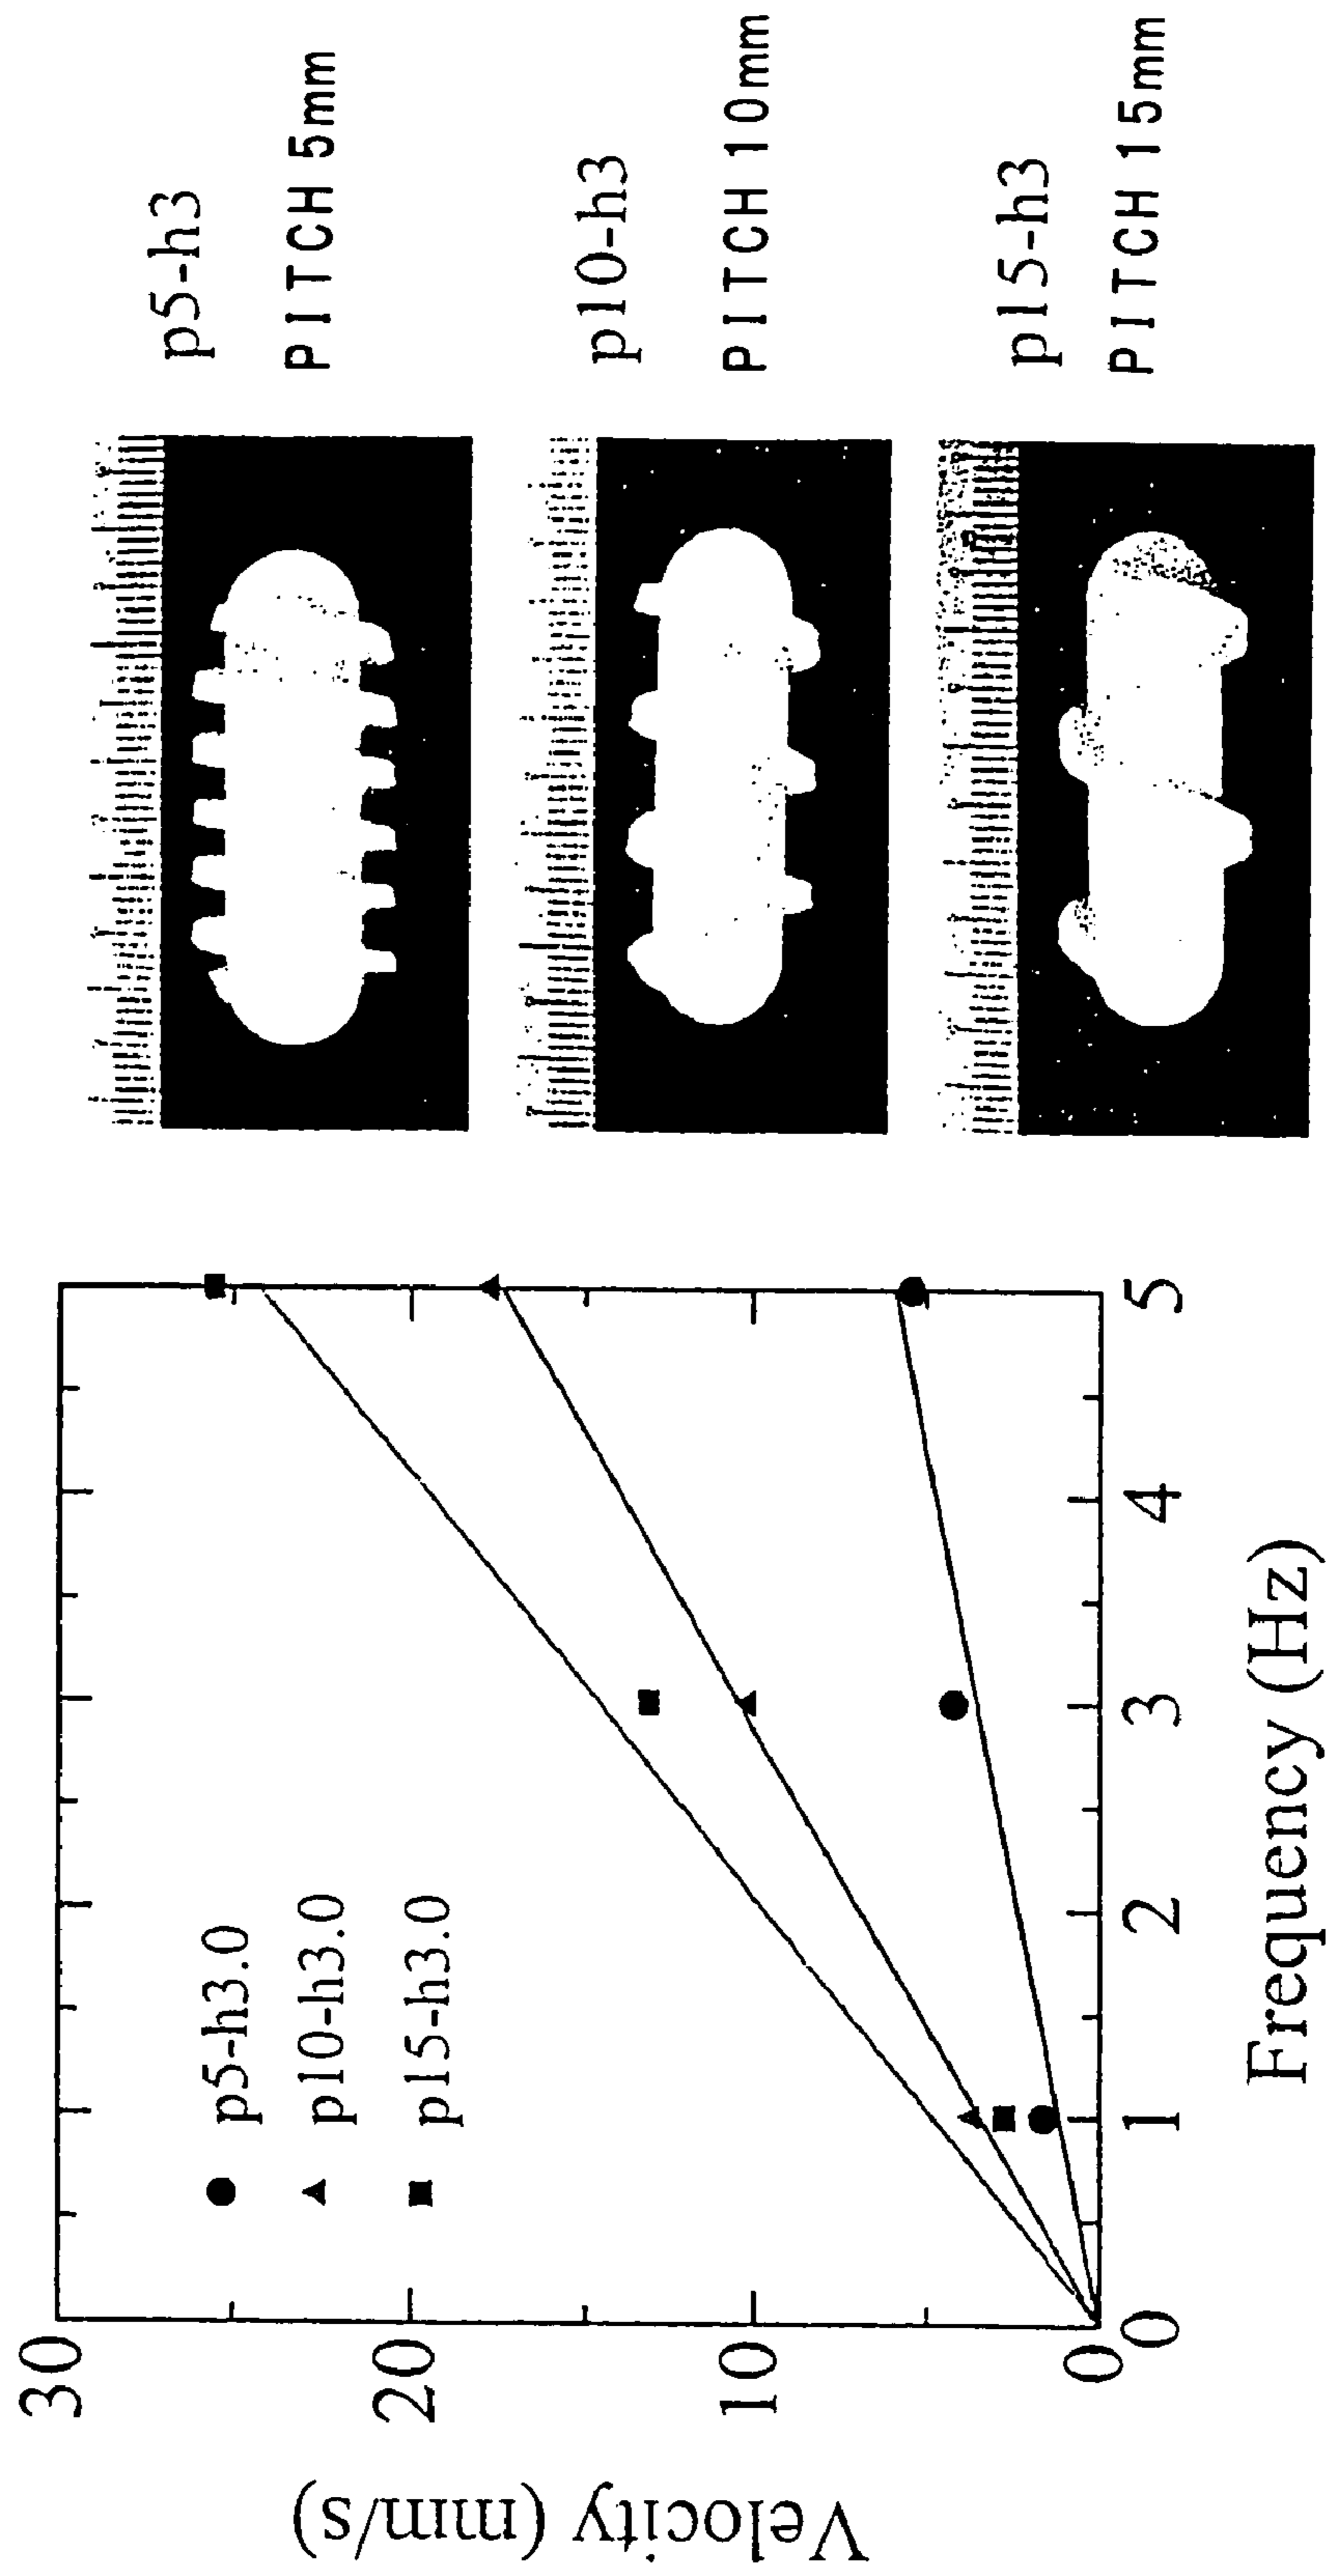 Velocity (mm/s)
30
20
10
0
0
1
2
3
4
5
Frequency (Hz)
p5-h3.0
p10-h3.0
p15-h3.0
p5-h3
PITCH 5mm
p10-h3
PITCH 10mm
p15-h3
PITCH 15mm